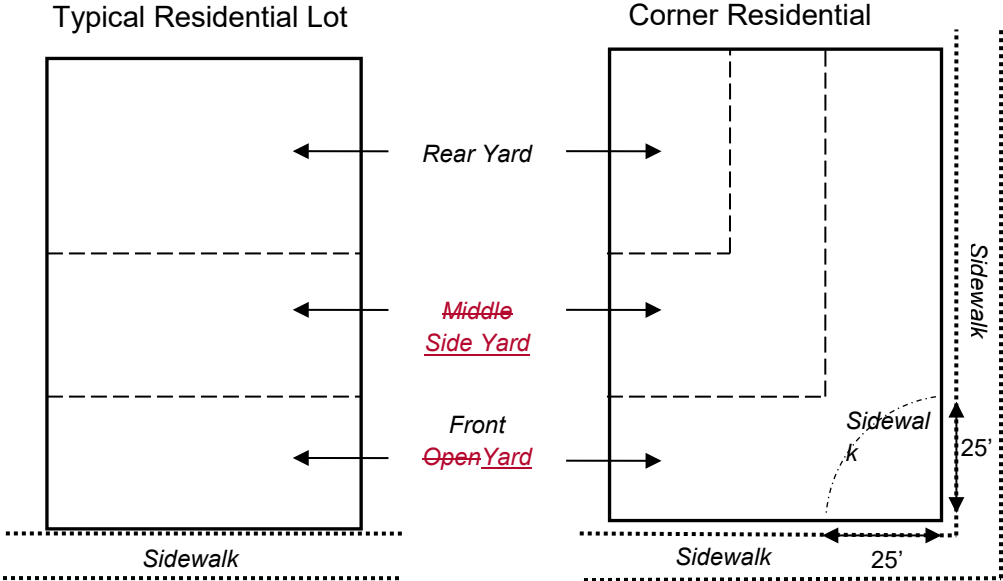 Typical Residential Lot
Corner Residential
Rear Yard
Middle
Side Yard
Sidewalk
Front
OpenYard
Sidewal
k
25'
Sidewalk
Sidewalk
25'